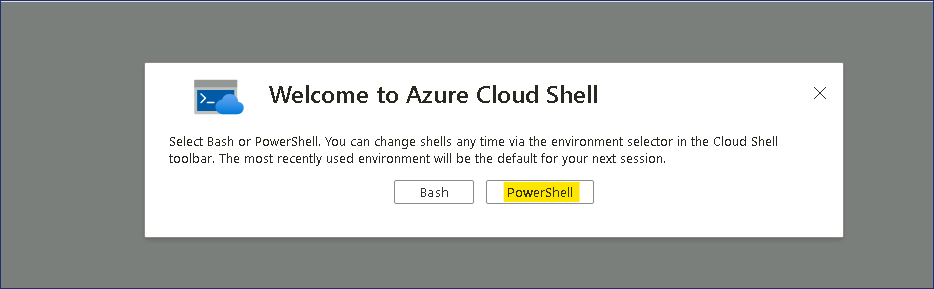 Welcome to Azure Cloud Shell
Select Bash or PowerShell. You can change shells any time via the environment selector in the Cloud Shell
toolbar. The most recently used environment will be the default for your next session.
Bash PowerShell